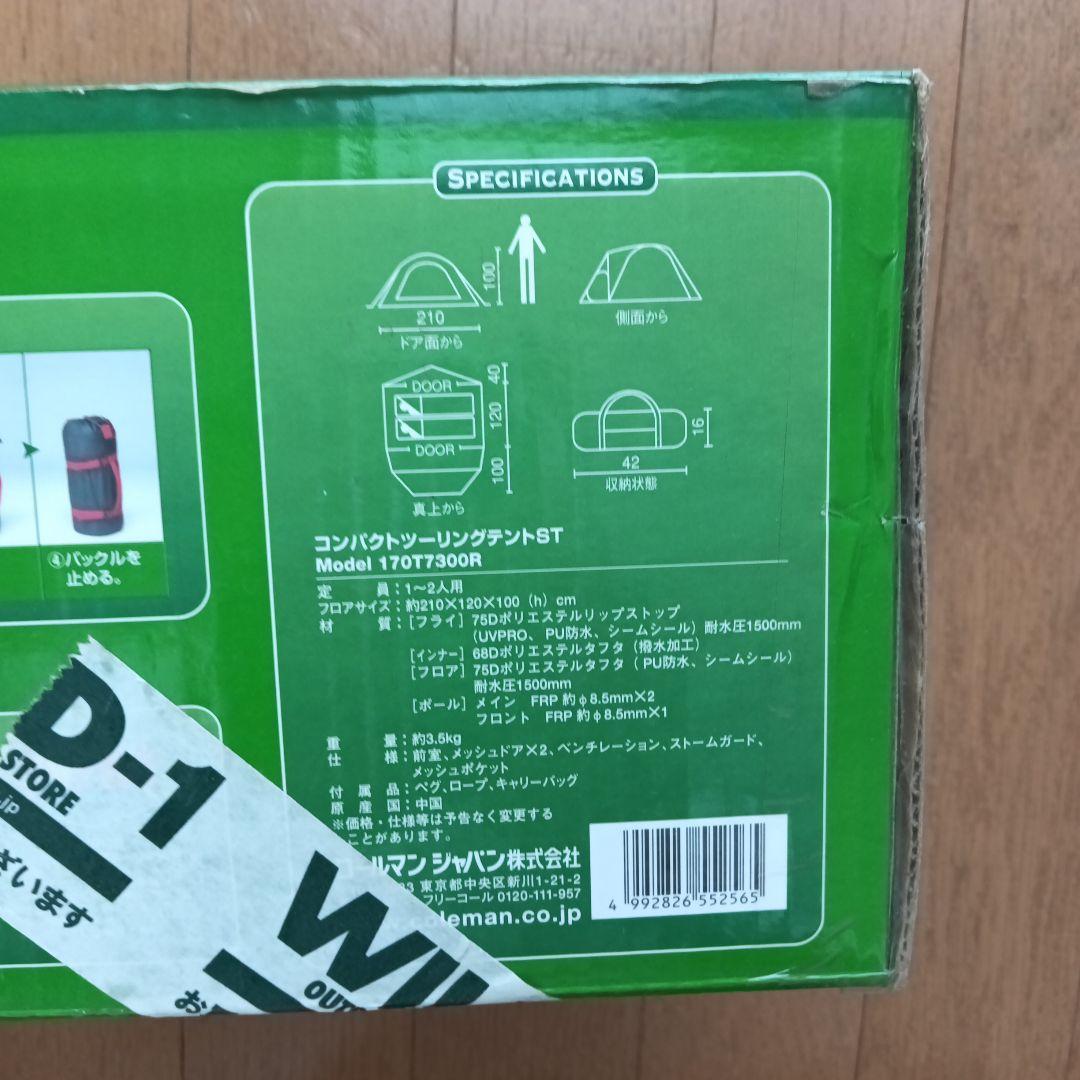 SPECIFICATIONS
100
210
ドア面から
側面から
DOOR
DOOR
40
120
100
真上から
16
42
収納状態
④バックルを
止める。
コンパクトツーリングテントST
Model 170T7300R
定 員：1～2人用
フロアサイズ：約210×120×100（h）cm
材 質：［フライ］75Dポリエステルリップストップ
（UVPRO、PU防水、シームシール）耐水圧1500mm
［インナー］68Dポリエステルタフタ（撥水加工）
［フロア］75Dポリエステルタフタ（PU防水、シームシール）
耐水圧1500mm
［ポール］メイン FRP 約φ8.5mm×2
フロント FRP 約φ8.5mm×1
重 量：約3.5kg
仕 様：前室、メッシュドア×2、ベンチレーション、ストームガード、
メッシュポケット
付 属 品：ペグ、ロープ、キャリーバッグ
原 産 国：中国
※価格・仕様等は予告なく変更する
ことがあります。
ールマン ジャパン株式会社
東京都中央区新川1-21-2
フリーコール 0120-111-957
leman.co.jp
4 992826 552565
D-1
STORE
.jp
ざいます
WIL
OUT
お